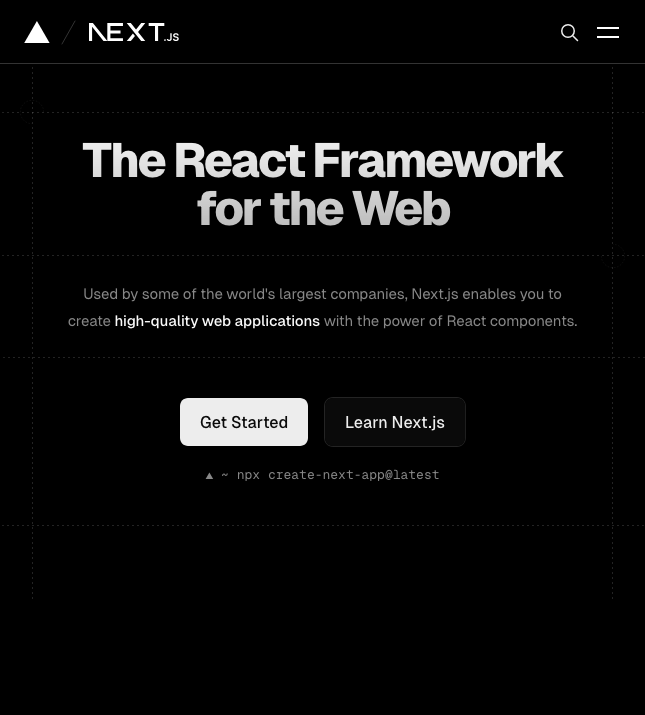 NEXT.JS
The React Framework
for the Web
Used by some of the world's largest companies, Next.js enables you to
create high-quality web applications with the power of React components.
Get Started
Learn Next.js
▲ ~ npx create-next-app@latest